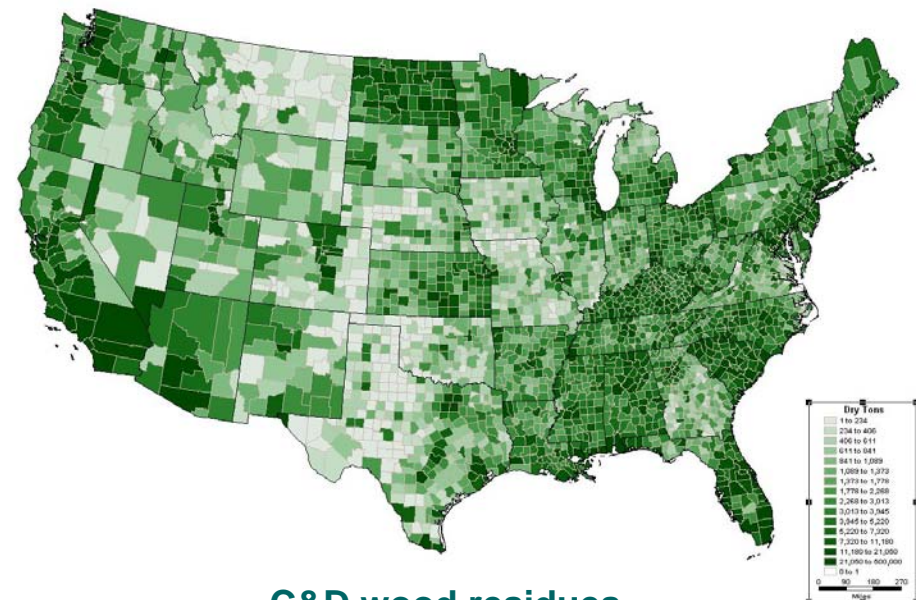 Dry Tons
1 to 234
234 to 406
406 to 611
611 to 841
841 to 1,089
1,089 to 1,373
1,373 to 1,778
1,778 to 2,268
2,268 to 3,013
3,013 to 3,945
3,945 to 5,220
5,220 to 7,320
7,320 to 11,180
11,180 to 21,050
21,050 to 600,000
0 to 1
0 90 180 270
Miles
C&D wood residues